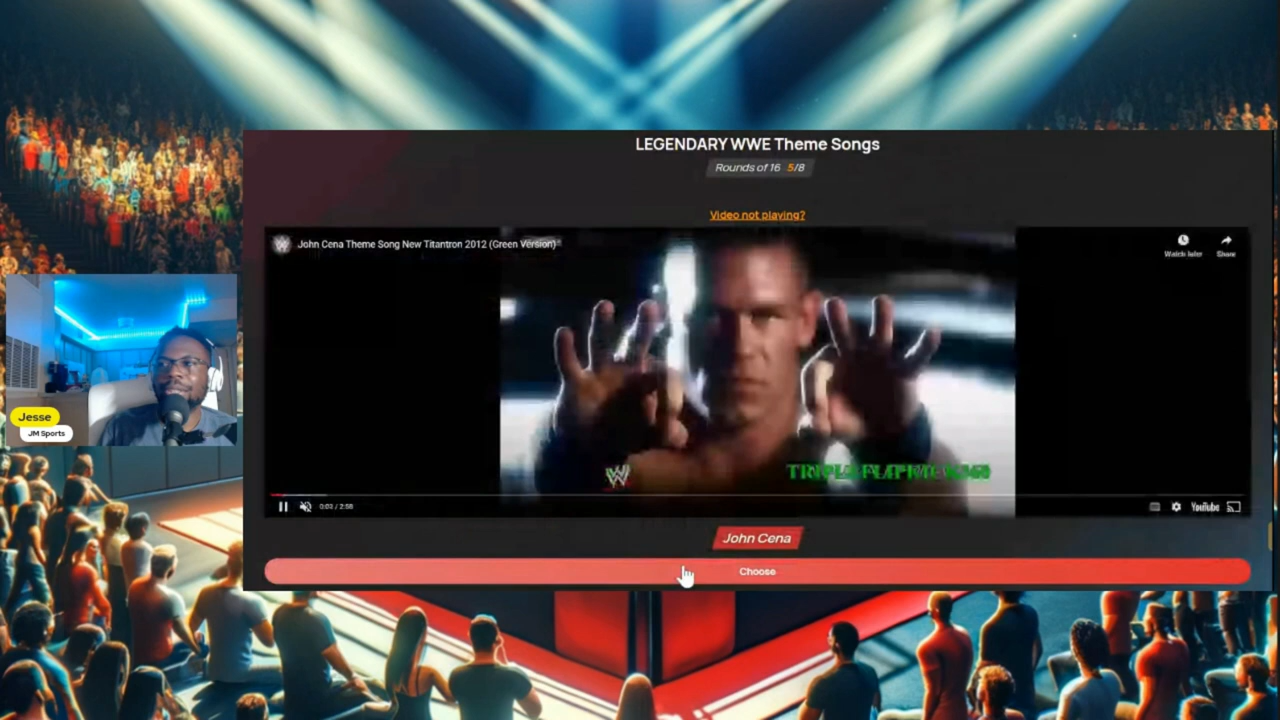 LEGENDARY WWE Theme Songs
Rounds of 16 5/8
Video not playing?
John Cena Theme Song New Titantron 2012 (Green Version)
Watch later
Share
Jesse
JM Sports
W
0:03 / 2:58
YouTube
John Cena
Choose